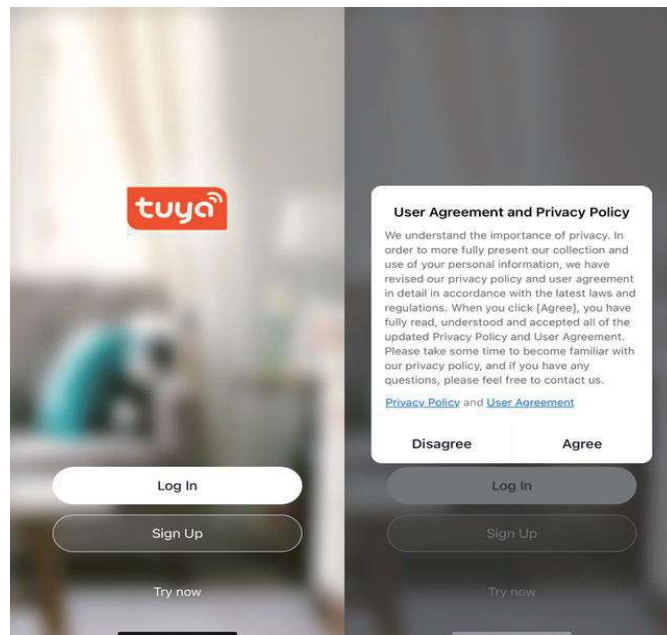 tuya
Log In
Sign Up
Try now
User Agreement and Privacy Policy
We understand the importance of privacy. In
order to more fully present our collection and
use of your personal information, we have
revised our privacy policy and user agreement
in detail in accordance with the latest laws and
regulations. When you click [Agree], you have
fully read, understood and accepted all of the
updated Privacy Policy and User Agreement.
Please take some time to become familiar with
our privacy policy, and if you have any
questions, please feel free to contact us.
Privacy Policy and User Agreement
Disagree Agree
Log In
Sign Up
Try now